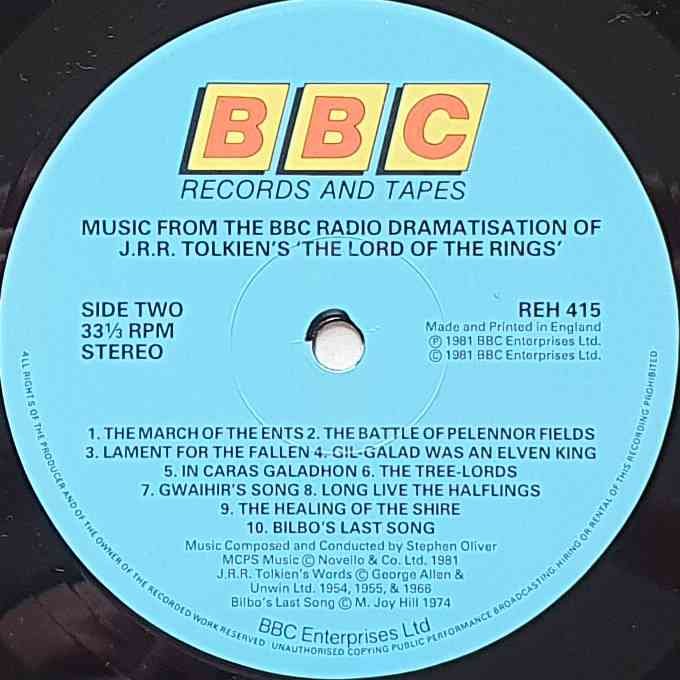 BBC
RECORDS AND TAPES
MUSIC FROM THE BBC RADIO DRAMATISATION OF
J.R.R. TOLKIEN'S 'THE LORD OF THE RINGS'
SIDE TWO
33⅓ RPM
STEREO
REH 415
Made and Printed in England
Ⓟ 1981 BBC Enterprises Ltd.
© 1981 BBC Enterprises Ltd.
1. THE MARCH OF THE ENTS 2. THE BATTLE OF PELENNOR FIELDS
3. LAMENT FOR THE FALLEN 4. GIL-GALAD WAS AN ELVEN KING
5. IN CARAS GALADHON 6. THE TREE-LORDS
7. GWAIHIR'S SONG 8. LONG LIVE THE HALFLINGS
9. THE HEALING OF THE SHIRE
10. BILBO'S LAST SONG
Music Composed and Conducted by Stephen Oliver
MCPS Music © Novello & Co. Ltd. 1981
J.R.R. Tolkien's Words © George Allen &
Unwin Ltd. 1954, 1955, & 1966
Bilbo's Last Song © M. Joy Hill 1974
BBC Enterprises Ltd
ALL RIGHTS OF THE PRODUCER AND OF THE OWNER OF THE RECORDED WORK RESERVED. UNAUTHORISED COPYING PUBLIC PERFORMANCE BROADCASTING, HIRING OR RENTAL OF THIS RECORDING PROHIBITED